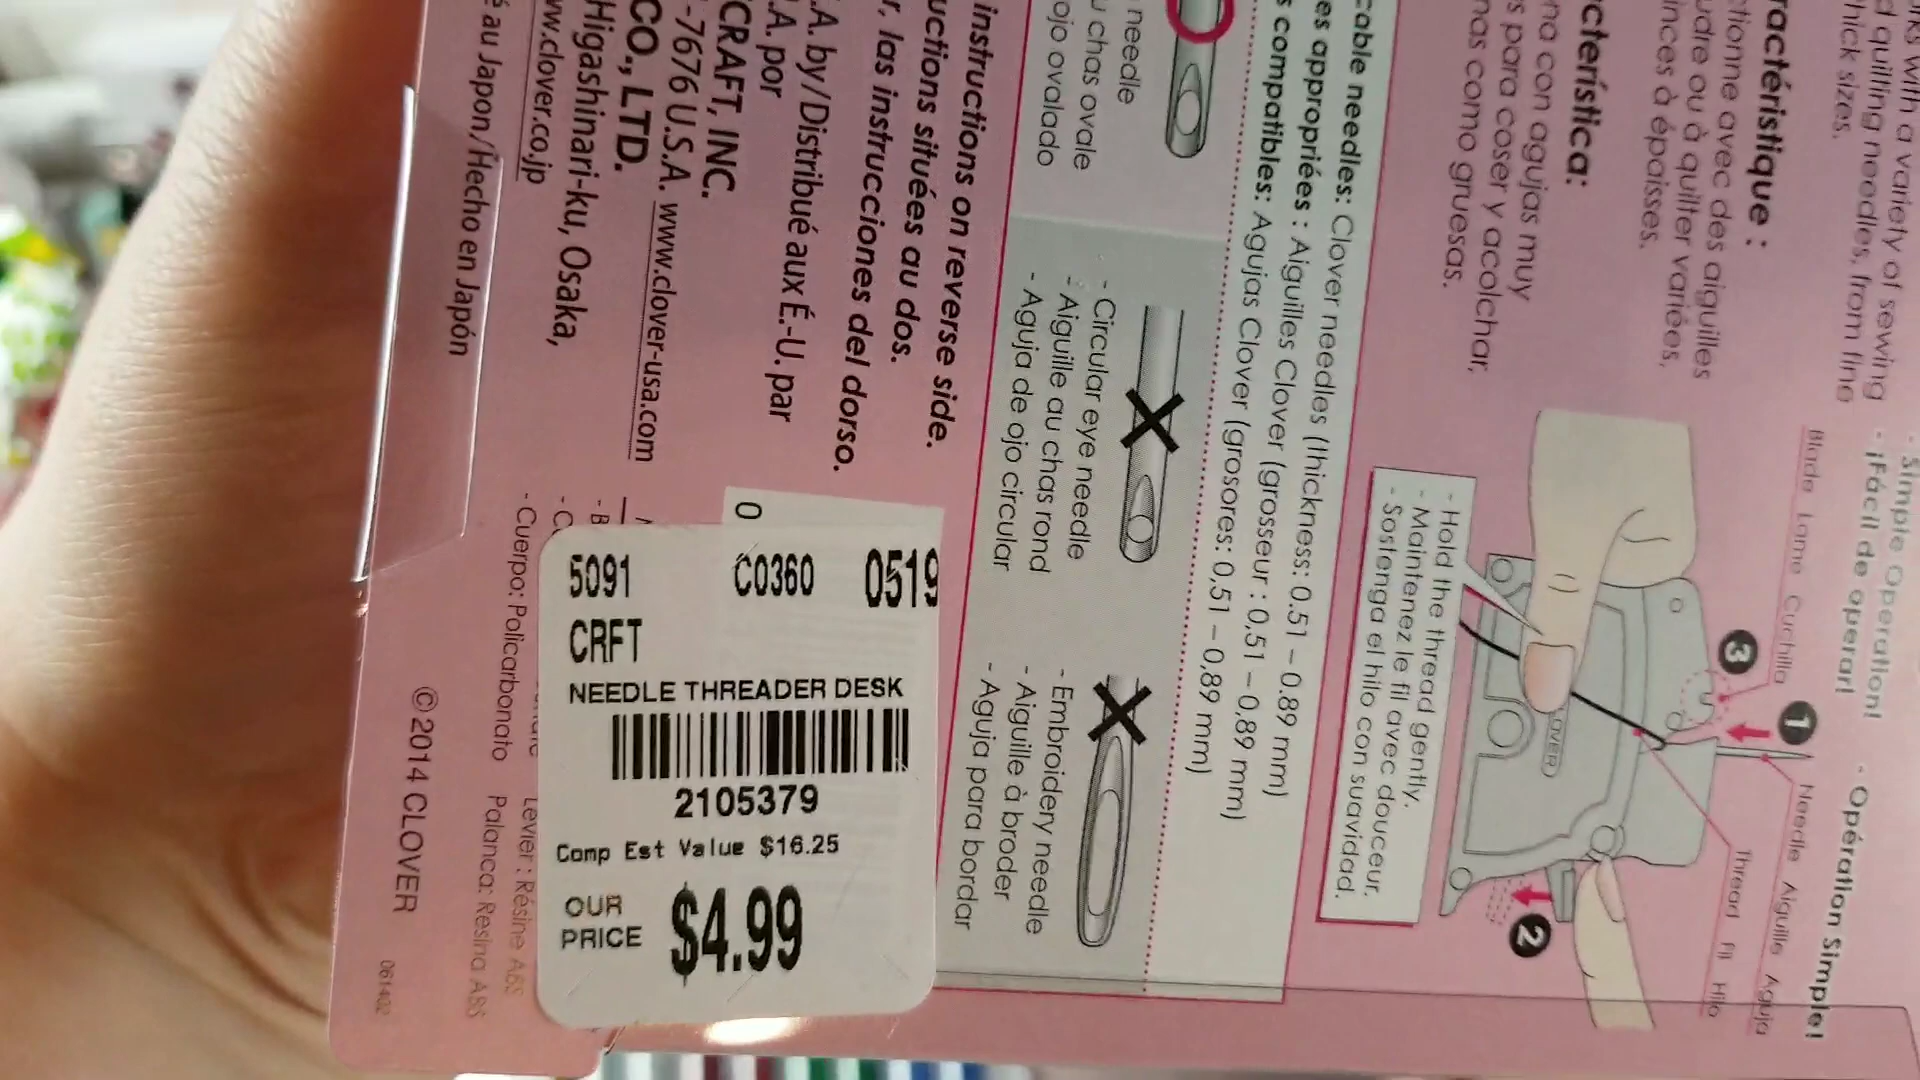 rks with a variety of sewing
d quilting needles, from fine
hick sizes.
ractéristique :
ctionne avec des aiguilles
udre ou à quilter variées,
inces à épaisses.
cterística:
na con agujas muy
s para coser y acolchar,
nas como gruesas.
- Simple Operation!
- ¡Fácil de operar!
- Opération Simple!
Blade Lame Cuchilla
3
1
Needle Aiguille Aguja
Thread Fil Hilo
2
- Hold the thread gently.
- Maintenez le fil avec douceur.
- Sostenga el hilo con suavidad.
cable needles: Clover needles (thickness: 0.51 – 0.89 mm)
es appropriées : Aiguilles Clover (grosseur : 0,51 – 0,89 mm)
s compatibles: Agujas Clover (grosores: 0,51 – 0,89 mm)
needle
u chas ovale
ojo ovalado
- Circular eye needle
- Aiguille au chas rond
- Aguja de ojo circular
- Embroidery needle
- Aiguille à broder
- Aguja para bordar
instructions on reverse side.
uctions situées au dos.
r, las instrucciones del dorso.
.A. by/Distribué aux É.-U. par
.A. por
CRAFT, INC.
-7676 U.S.A. www.clover-usa.com
CO., LTD.
Higashinari-ku, Osaka,
ww.clover.co.jp
é au Japon/Hecho en Japón
- Cuerpo: Policarbonato
Levier : Résine ABS
Palanca: Resina ABS
© 2014 CLOVER
061402
0
5091 C0360 0519
CRFT
NEEDLE THREADER DESK
2105379
Comp Est Value $16.25
OUR PRICE $4.99